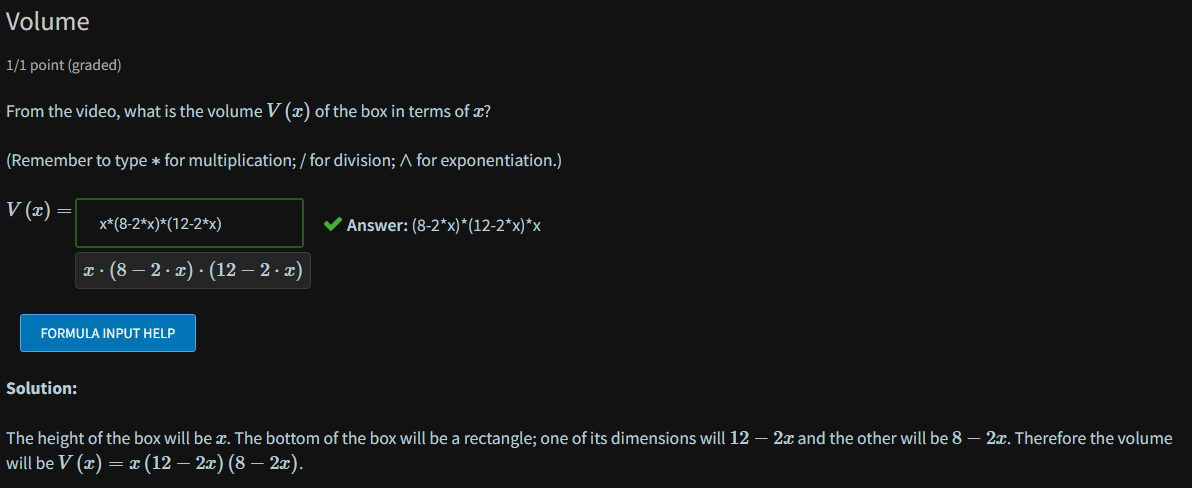 Volume
1/1 point (graded)
From the video, what is the volume V (x) of the box in terms of x?
(Remember to type * for multiplication; / for division; ∧ for exponentiation.)
V (x) = x*(8-2*x)*(12-2*x) Answer: (8-2*x)*(12-2*x)*x
x · (8 − 2 · x) · (12 − 2 · x)
FORMULA INPUT HELP
Solution:
The height of the box will be x. The bottom of the box will be a rectangle; one of its dimensions will 12 − 2x and the other will be 8 − 2x. Therefore the volume
will be V (x) = x (12 − 2x) (8 − 2x).